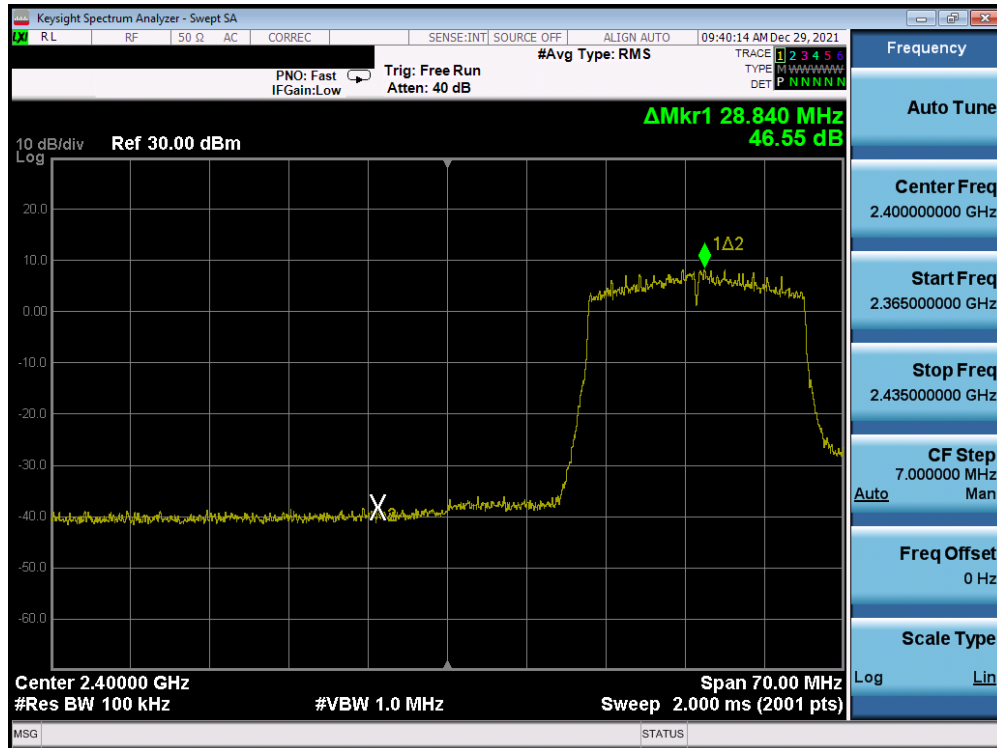 Keysight Spectrum Analyzer - Swept SA
LXI RL RF 50 Ω AC CORREC SENSE:INT SOURCE OFF ALIGN AUTO 09:40:14 AM Dec 29, 2021
#Avg Type: RMS
TRACE 1 2 3 4 5 6
PNO: Fast Trig: Free Run
TYPE M W W W W W
IFGain:Low Atten: 40 dB
DET P N N N N N
ΔMkr1 28.840 MHz
46.55 dB
10 dB/div Ref 30.00 dBm
Log
20.0
10.0
0.00
-10.0
-20.0
-30.0
-40.0
-50.0
-60.0
1Δ2
X2
Center 2.40000 GHz Span 70.00 MHz
#Res BW 100 kHz #VBW 1.0 MHz Sweep 2.000 ms (2001 pts)
MSG STATUS
Frequency
Auto Tune
Center Freq
2.400000000 GHz
Start Freq
2.365000000 GHz
Stop Freq
2.435000000 GHz
CF Step
7.000000 MHz
Auto Man
Freq Offset
0 Hz
Scale Type
Log Lin